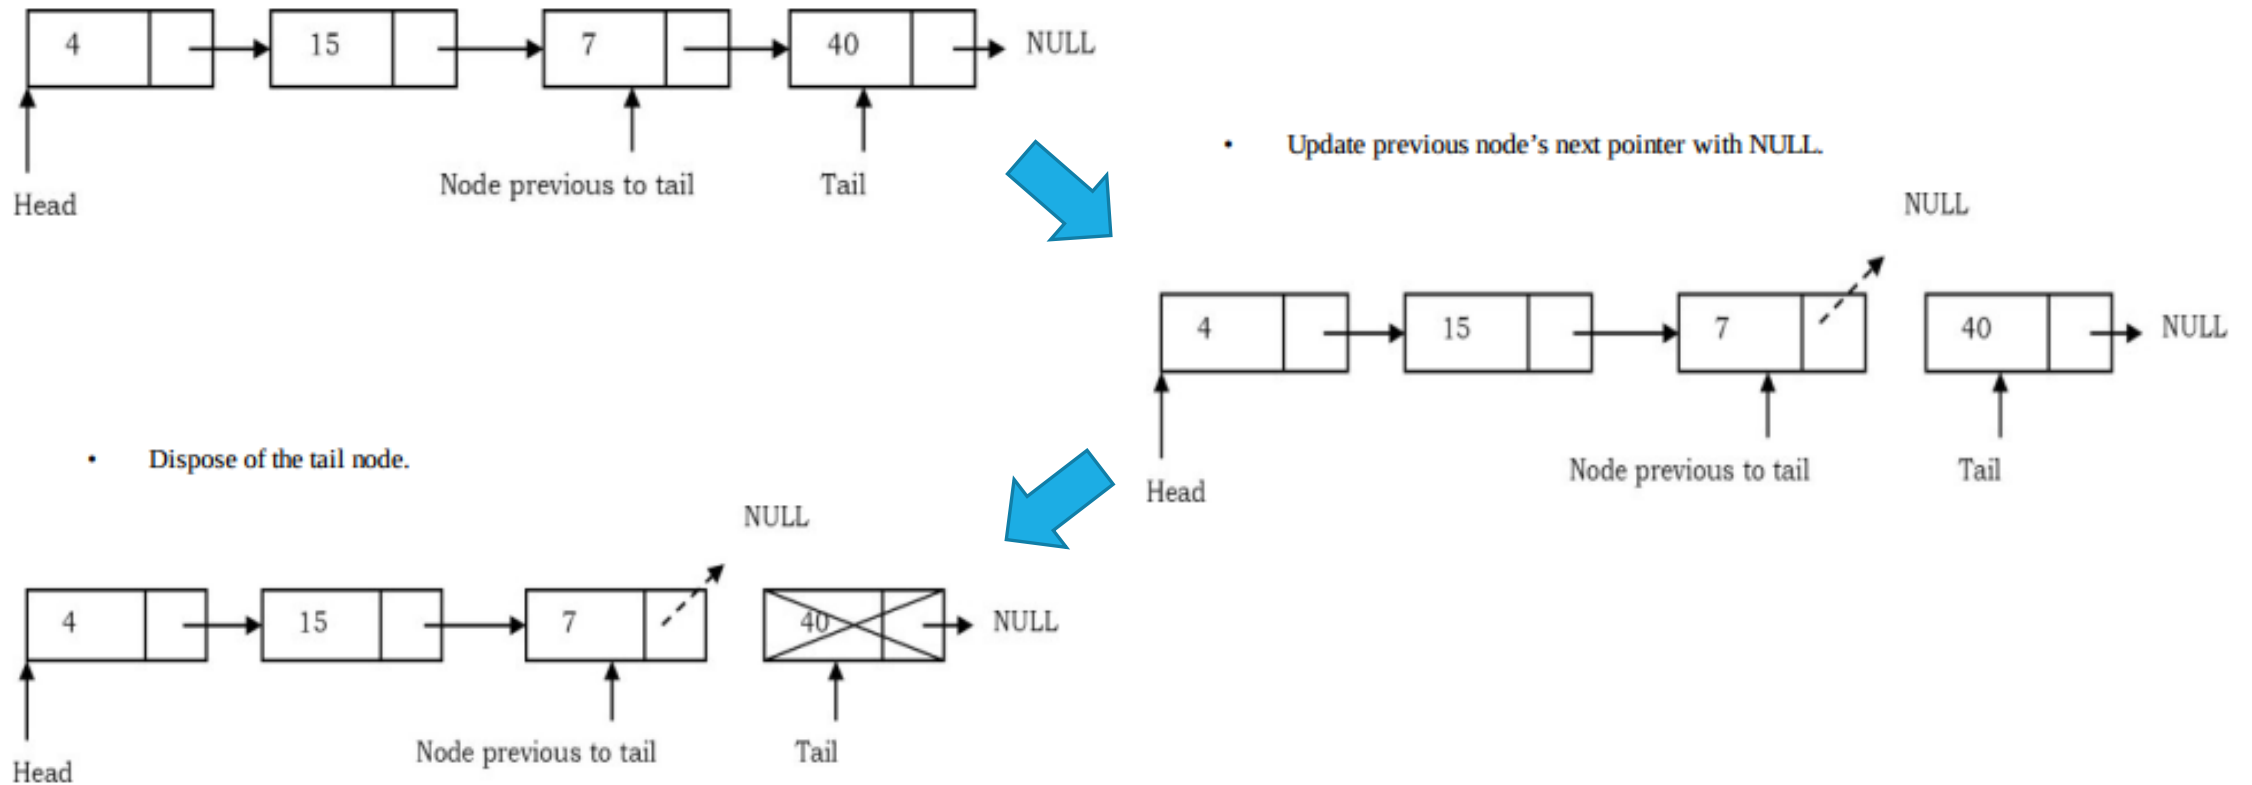 4 15 7 40 NULL
Node previous to tail Tail
Head
• Update previous node’s next pointer with NULL.
NULL
4 15 7 40 NULL
Node previous to tail Tail
Head
• Dispose of the tail node.
NULL
4 15 7 40 NULL
Node previous to tail Tail
Head